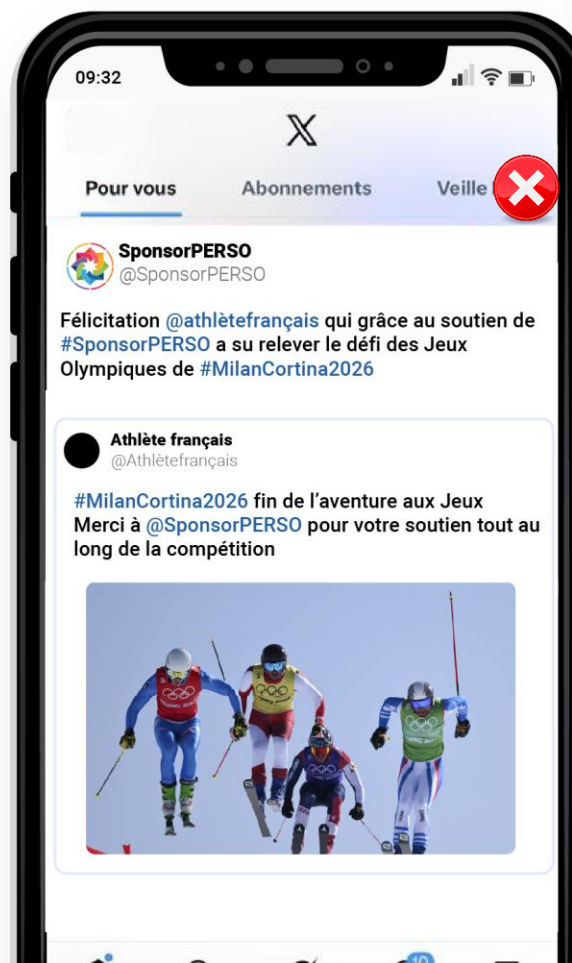 09:32
X
Pour vous Abonnements Veille
SponsorPERSO
@SponsorPERSO
Félicitation @athlètefrançais qui grâce au soutien de
#SponsorPERSO a su relever le défi des Jeux
Olympiques de #MilanCortina2026
Athlète français
@Athlètefrançais
#MilanCortina2026 fin de l’aventure aux Jeux
Merci à @SponsorPERSO pour votre soutien tout au
long de la compétition
10